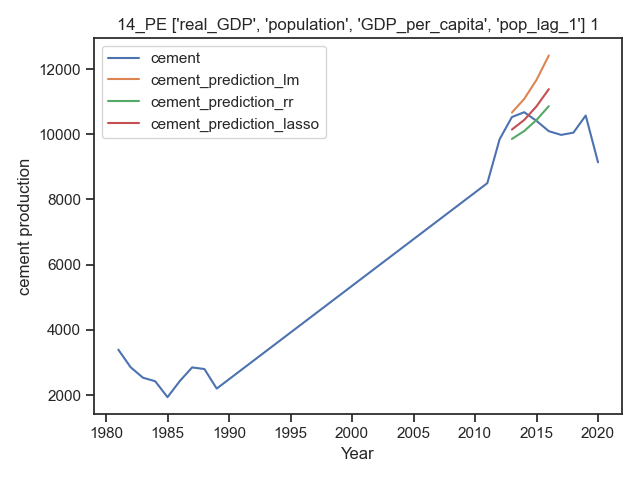 14_PE ['real_GDP', 'population', 'GDP_per_capita', 'pop_lag_1'] 1
cement
cement_prediction_lm
cement_prediction_rr
cement_prediction_lasso
cement production
12000
10000
8000
6000
4000
2000
1980 1985 1990 1995 2000 2005 2010 2015 2020
Year